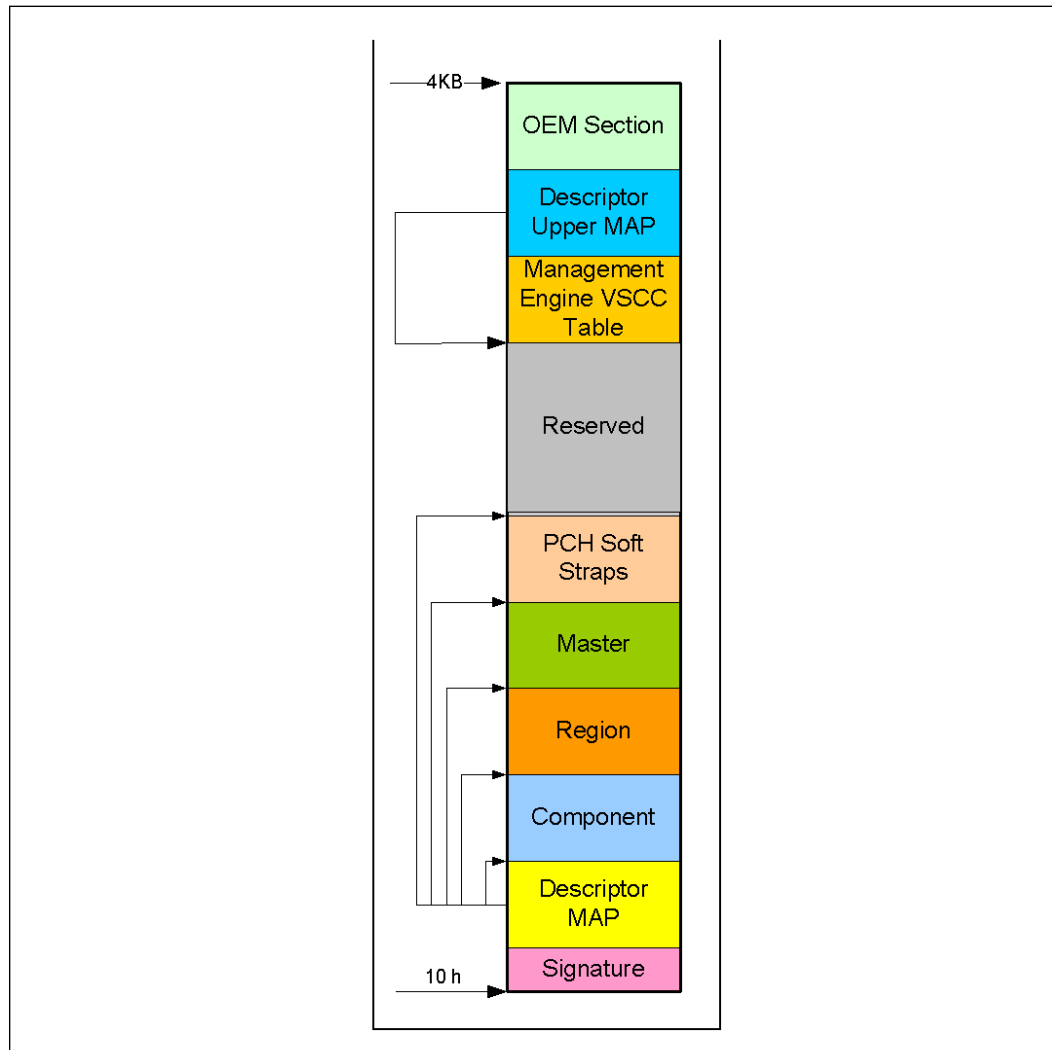 4KB
OEM Section
Descriptor
Upper MAP
Management
Engine VSCC
Table
Reserved
PCH Soft
Straps
Master
Region
Component
Descriptor
MAP
Signature
10 h